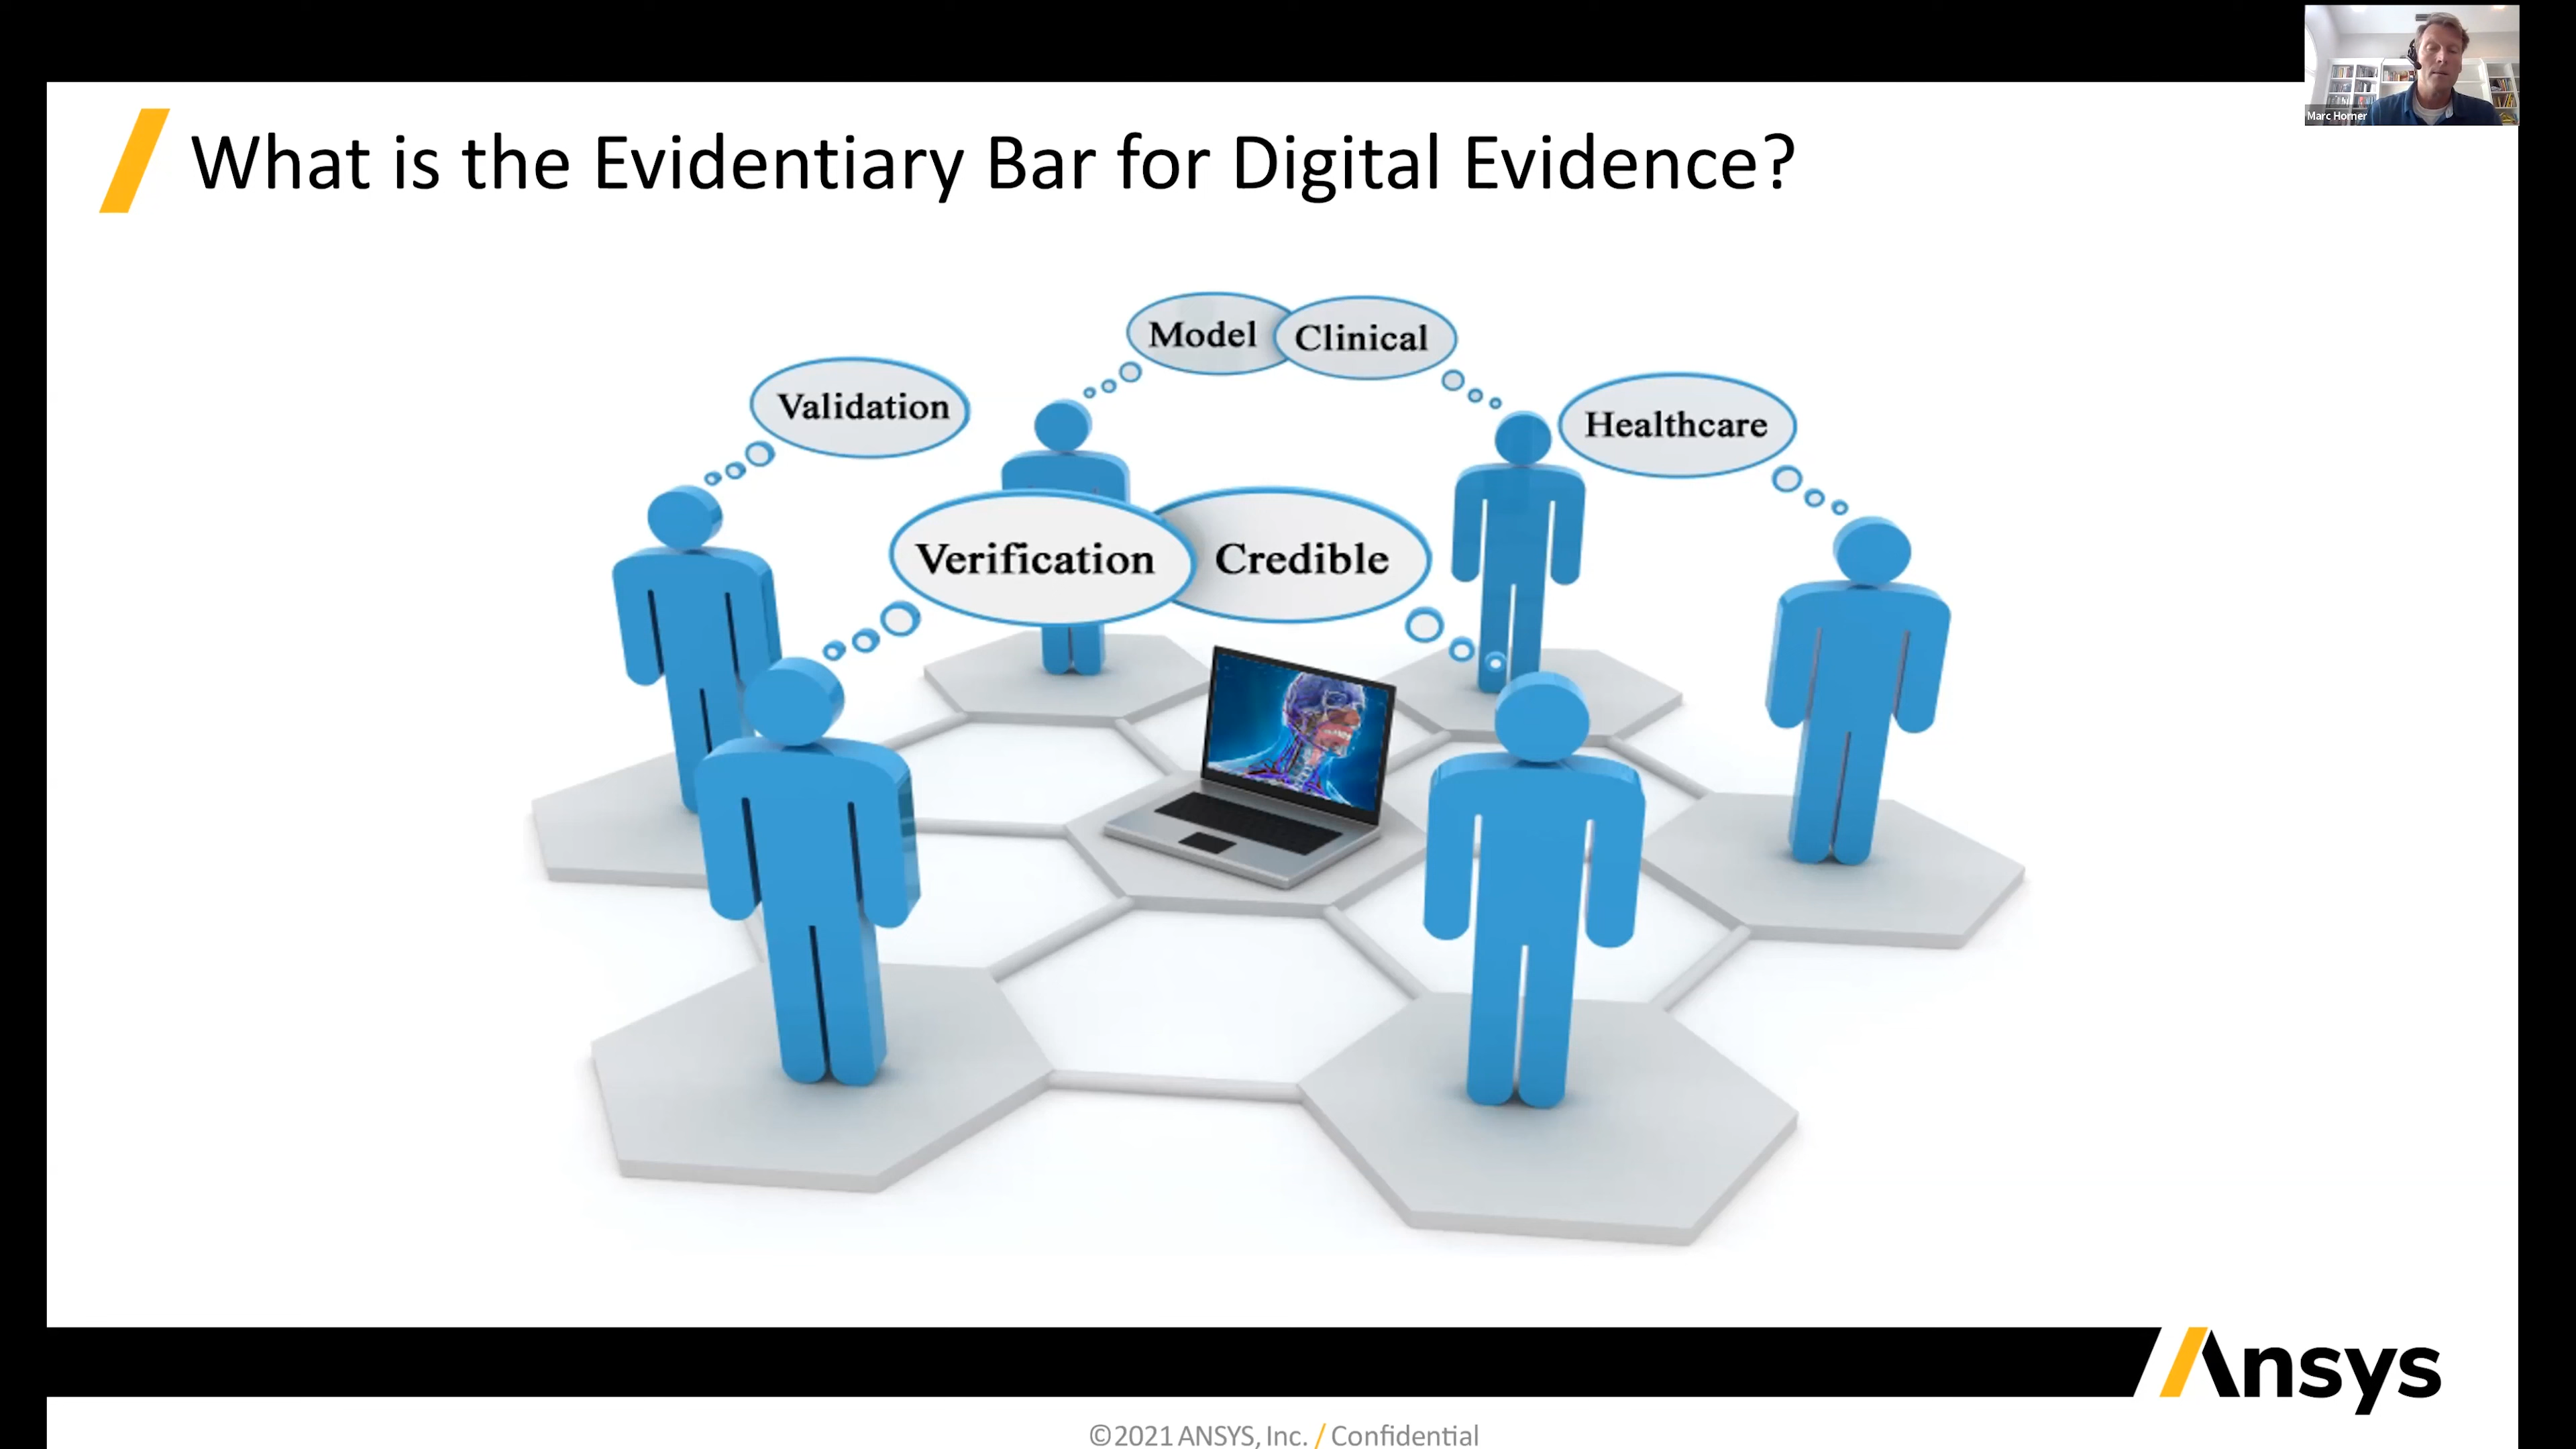 Marc Horner
What is the Evidentiary Bar for Digital Evidence?
Model
Clinical
Validation
Healthcare
Verification
Credible
Ansys
©2021 ANSYS, Inc. / Confidential